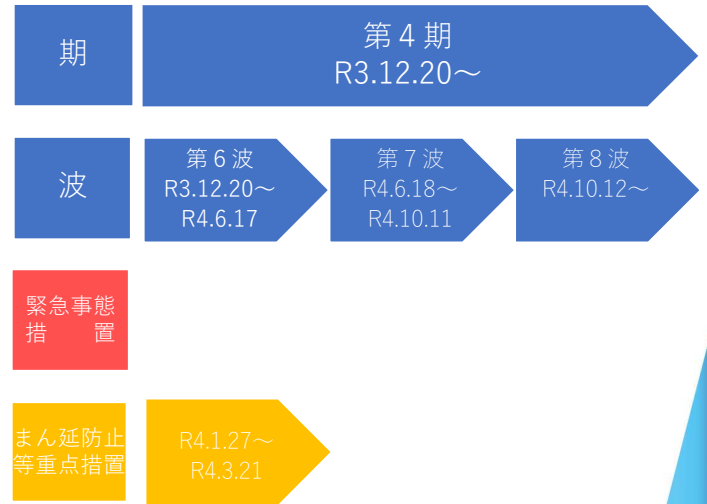 期
第４期
R3.12.20～
波
第６波
R3.12.20～
R4.6.17
第７波
R4.6.18～
R4.10.11
第８波
R4.10.12～
緊急事態
措　　置
まん延防止
等重点措置
R4.1.27～
R4.3.21